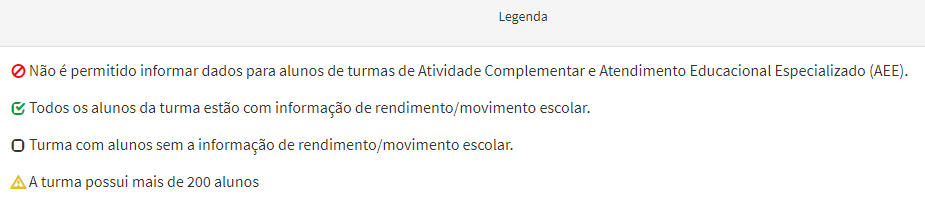 Legenda
Não é permitido informar dados para alunos de turmas de Atividade Complementar e Atendimento Educacional Especializado (AEE).
Todos os alunos da turma estão com informação de rendimento/movimento escolar.
Turma com alunos sem a informação de rendimento/movimento escolar.
A turma possui mais de 200 alunos